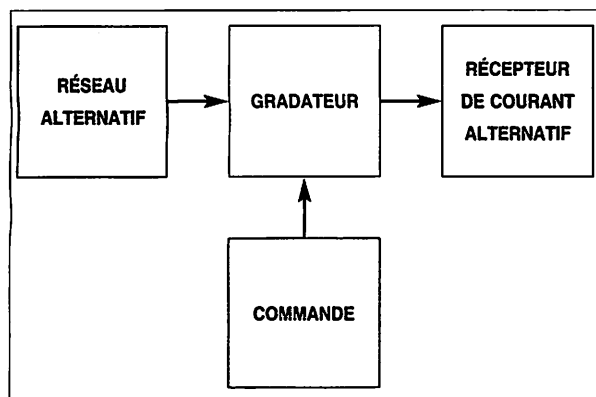 RÉSEAU
ALTERNATIF
GRADATEUR
RÉCEPTEUR
DE COURANT
ALTERNATIF
COMMANDE